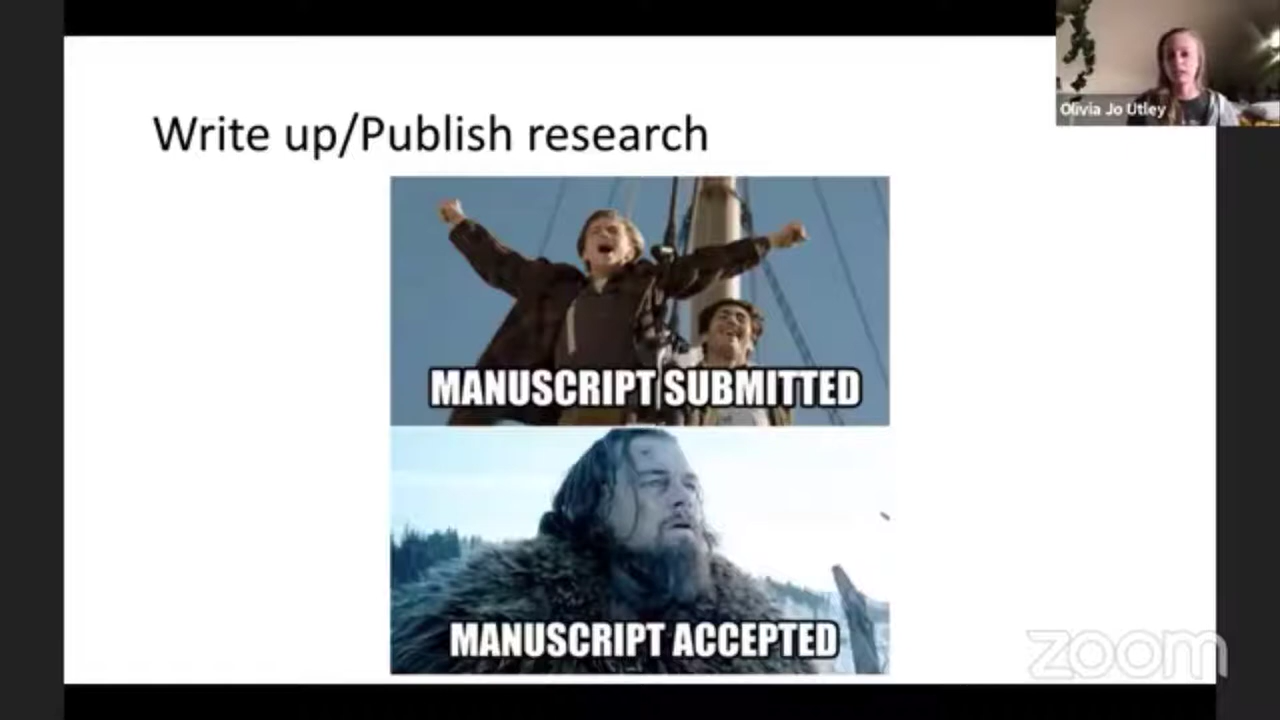 Write up/Publish research
Olivia Jo Utley
MANUSCRIPT SUBMITTED
MANUSCRIPT ACCEPTED
zoom